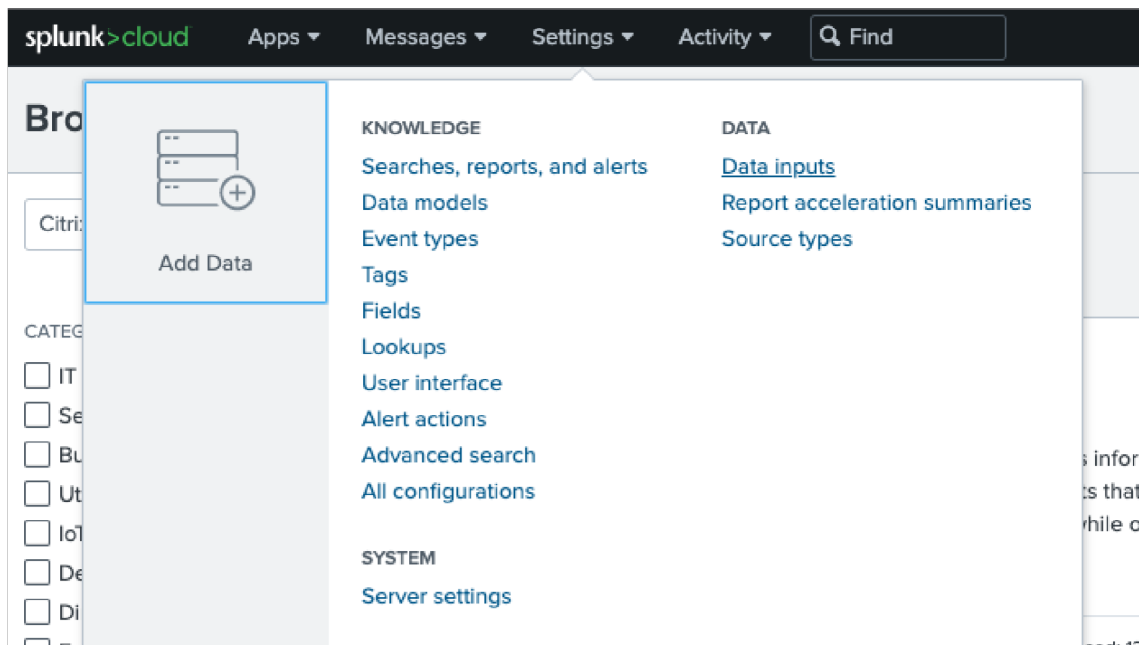 splunk>cloud Apps Messages Settings Activity Find
Add Data
KNOWLEDGE
Searches, reports, and alerts
Data models
Event types
Tags
Fields
Lookups
User interface
Alert actions
Advanced search
All configurations
SYSTEM
Server settings
DATA
Data inputs
Report acceleration summaries
Source types
IT